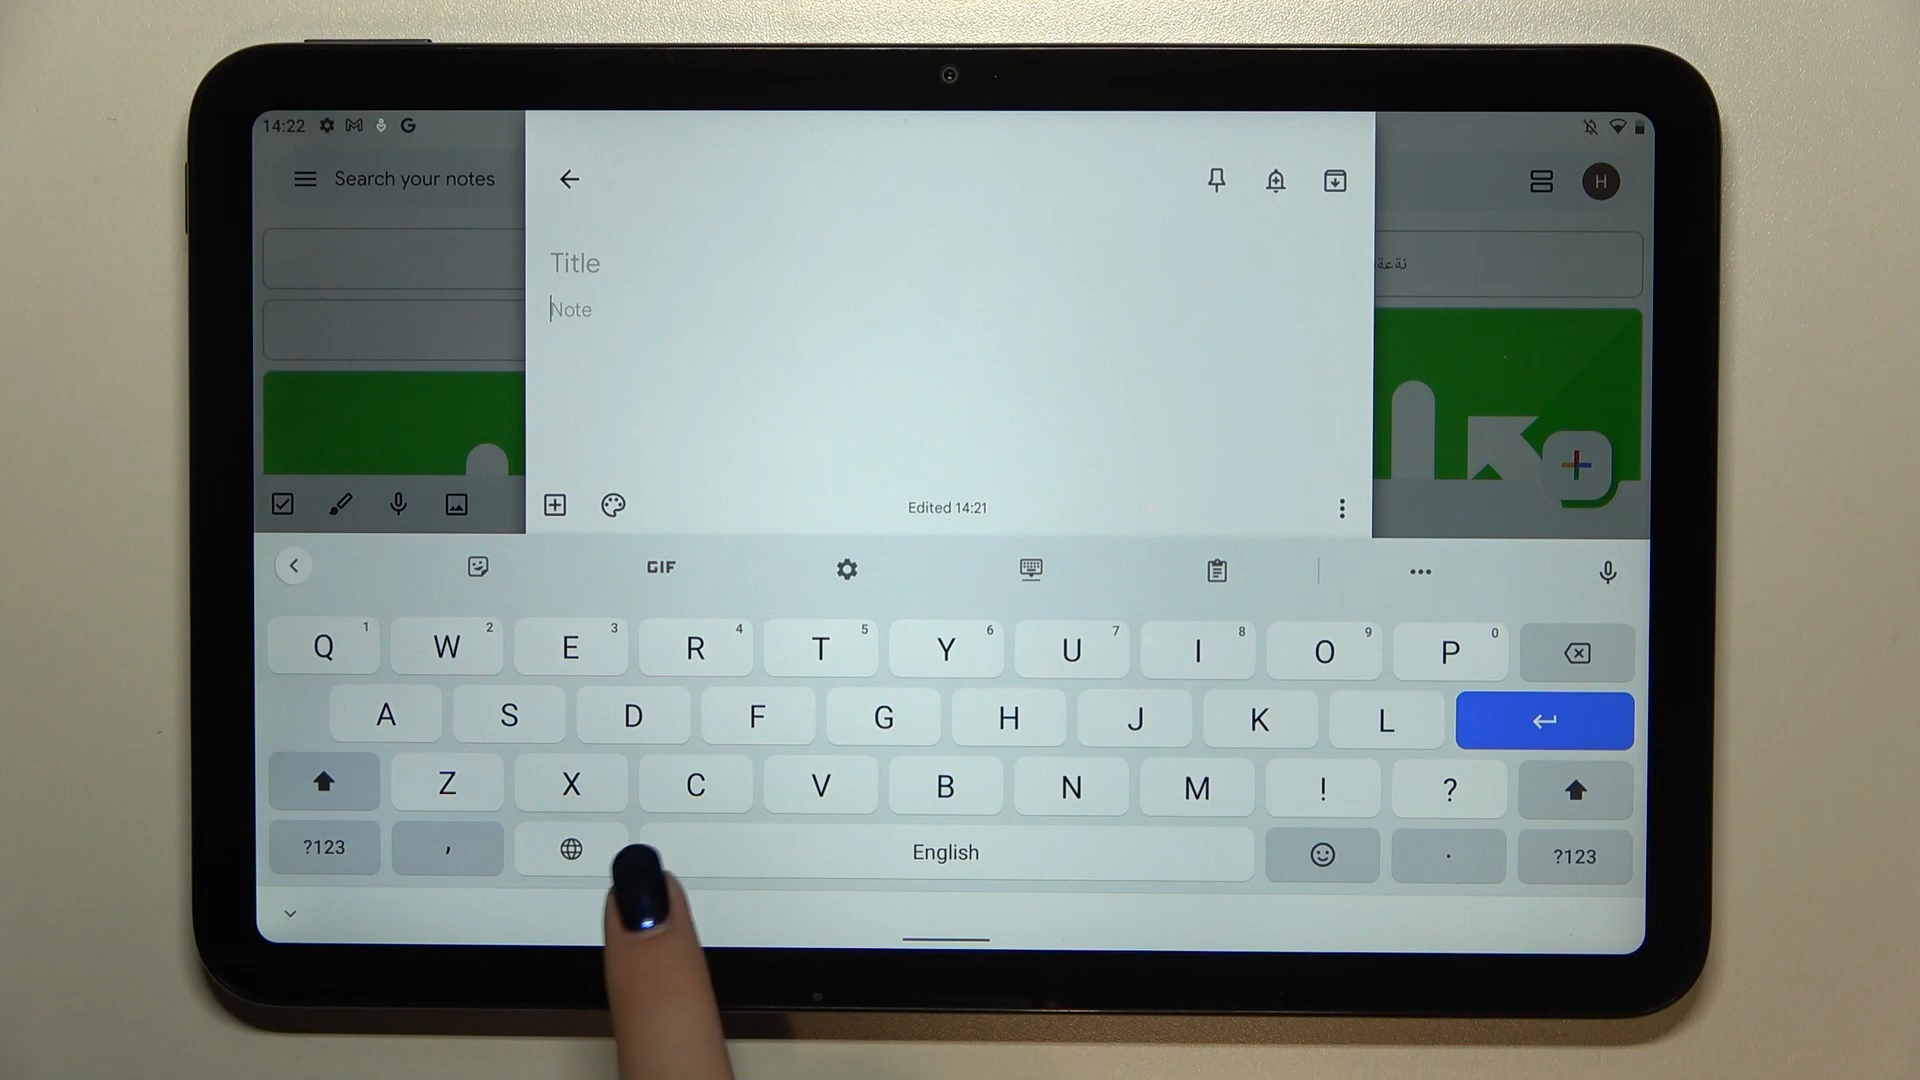 14:22
Search your notes
H
Title
Note
نةعة
Edited 14:21
GIF
Q 1 W 2 E 3 R 4 T 5 Y 6 U 7 I 8 O 9 P 0
A S D F G H J K L
Z X C V B N M ! ?
?123 , English . ?123